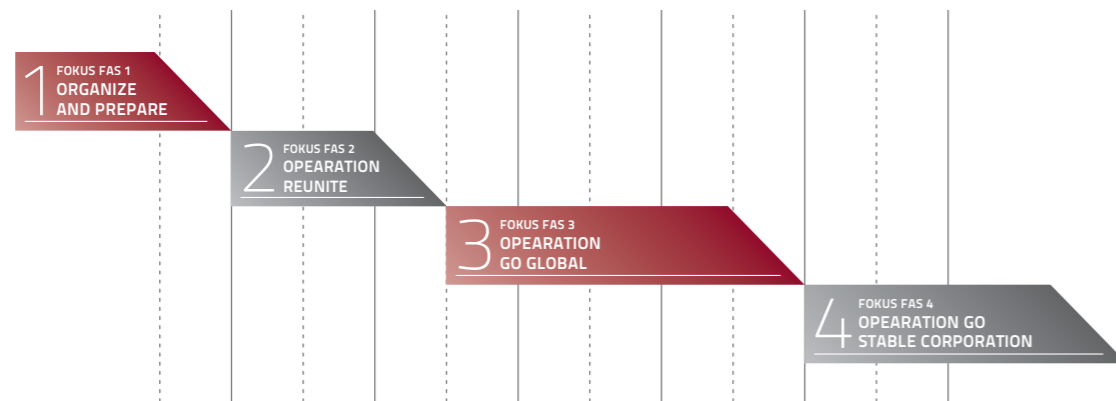 1
FOKUS FAS 1
ORGANIZE
AND PREPARE
2
FOKUS FAS 2
OPEARATION
REUNITE
3
FOKUS FAS 3
OPEARATION
GO GLOBAL
4
FOKUS FAS 4
OPEARATION GO
STABLE CORPORATION